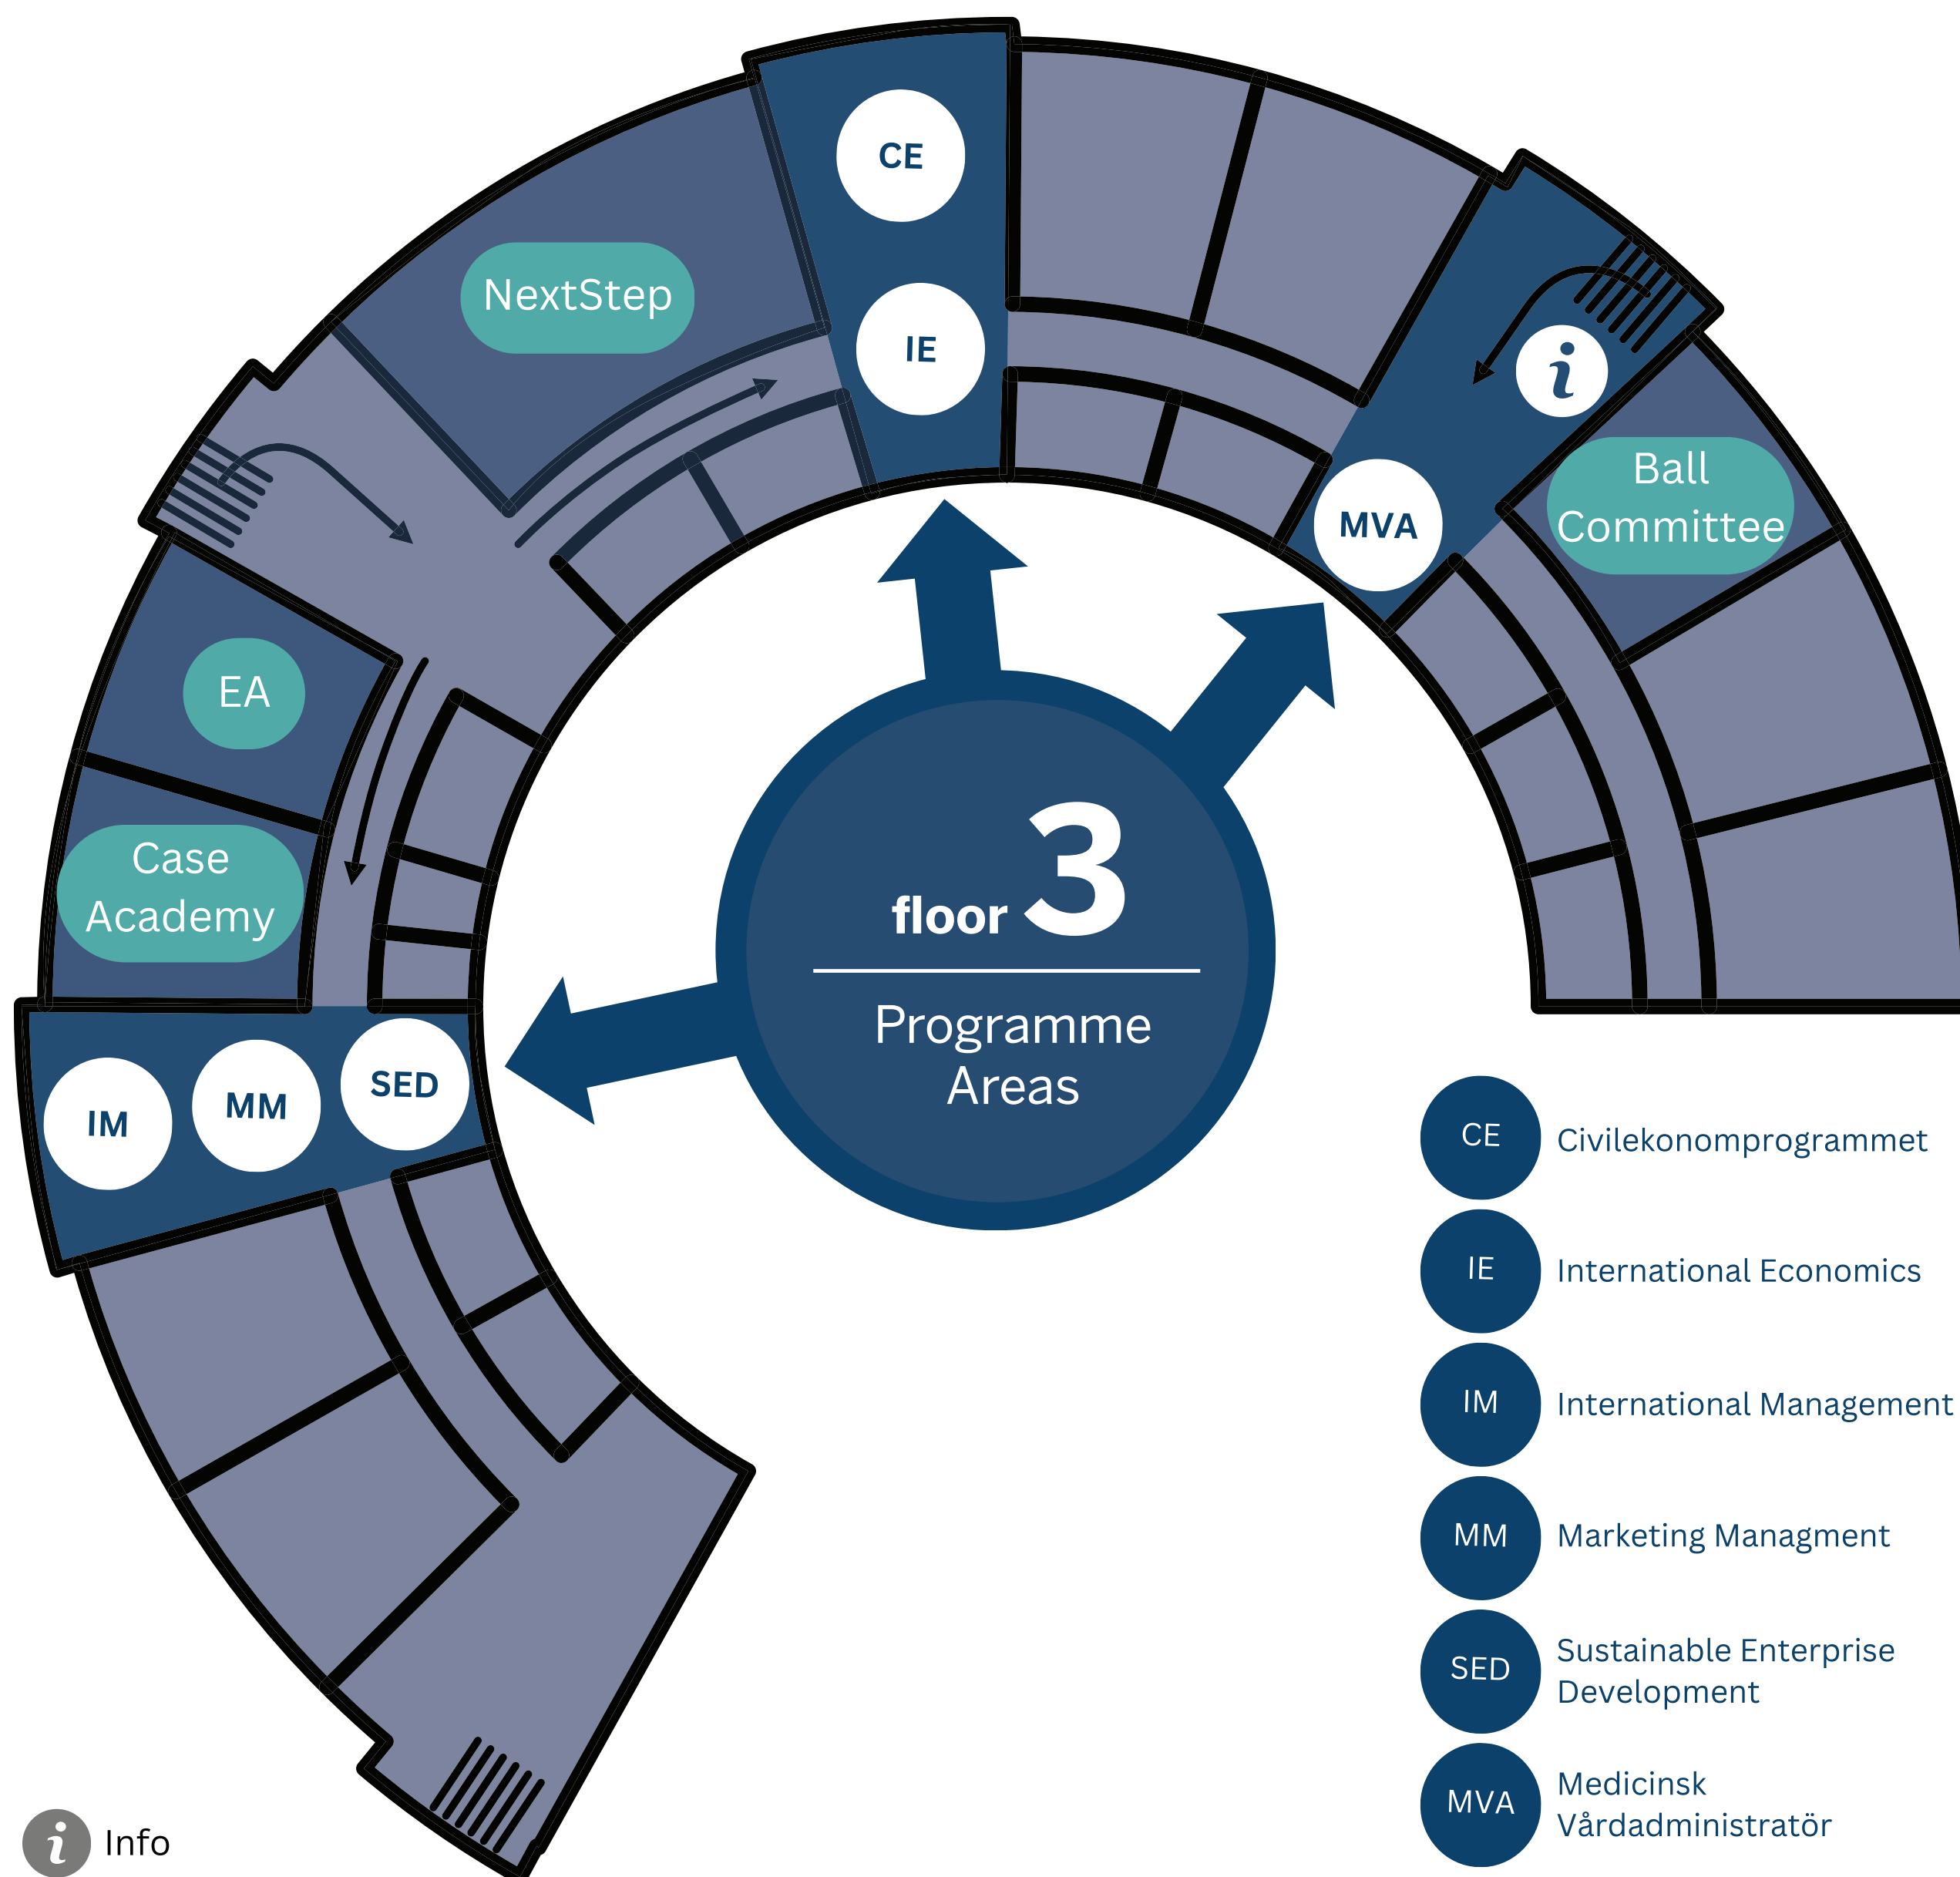 CE
NextStep
IE
i
Ball
Committee
MVA
EA
Case
Academy
floor 3
Programme
Areas
IM
MM
SED
CE Civilekonomprogrammet
IE International Economics
IM International Management
MM Marketing Managment
SED Sustainable Enterprise
Development
MVA Medicinsk
Vårdadministratör
i Info